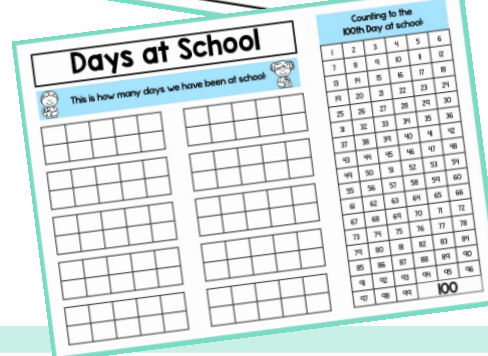 Days at School
This is how many days we have been at school:
Counting to the
100th Day at school:
1 2 3 4 5 6
7 8 9 10 11 12
13 14 15 16 17 18
19 20 21 22 23 24
25 26 27 28 29 30
31 32 33 34 35 36
37 38 39 40 41 42
43 44 45 46 47 48
49 50 51 52 53 54
55 56 57 58 59 60
61 62 63 64 65 66
67 68 69 70 71 72
73 74 75 76 77 78
79 80 81 82 83 84
85 86 87 88 89 90
91 92 93 94 95 96
97 98 99 100